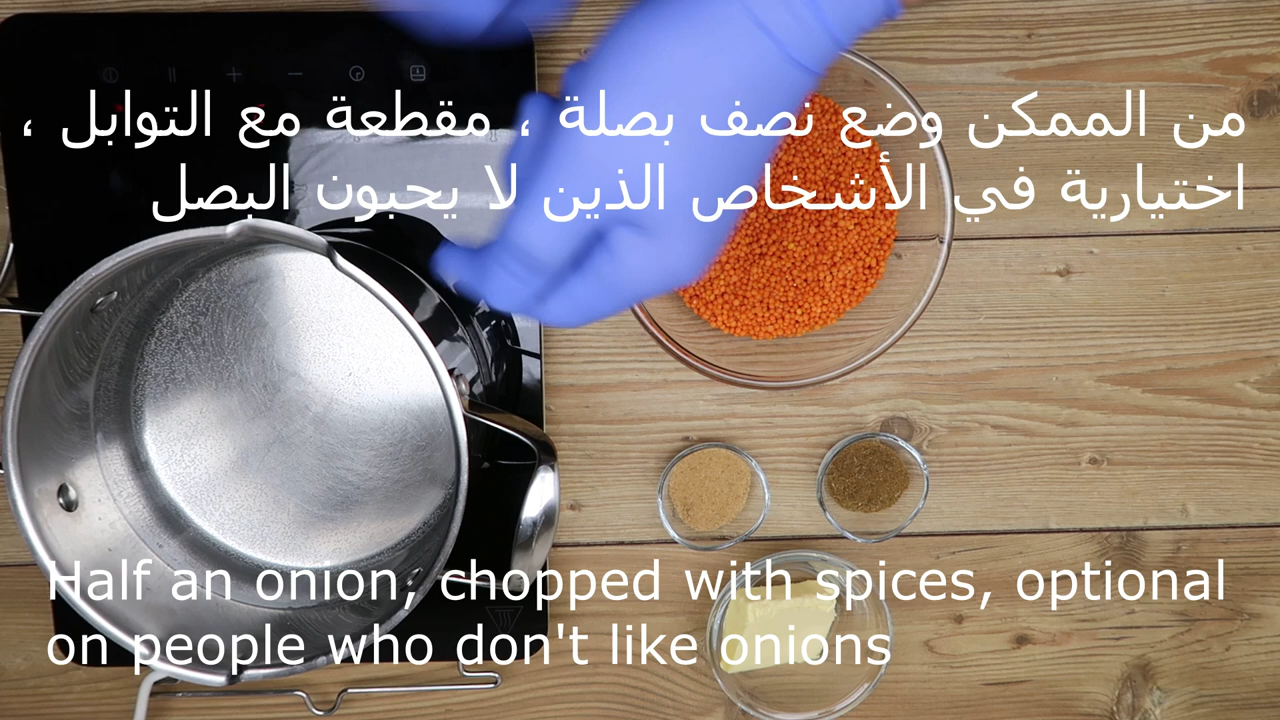 من الممكن وضع نصف بصلة ، مقطعة مع التوابل ،
اختيارية في الأشخاص الذين لا يحبون البصل
Half an onion, chopped with spices, optional
on people who don't like onions